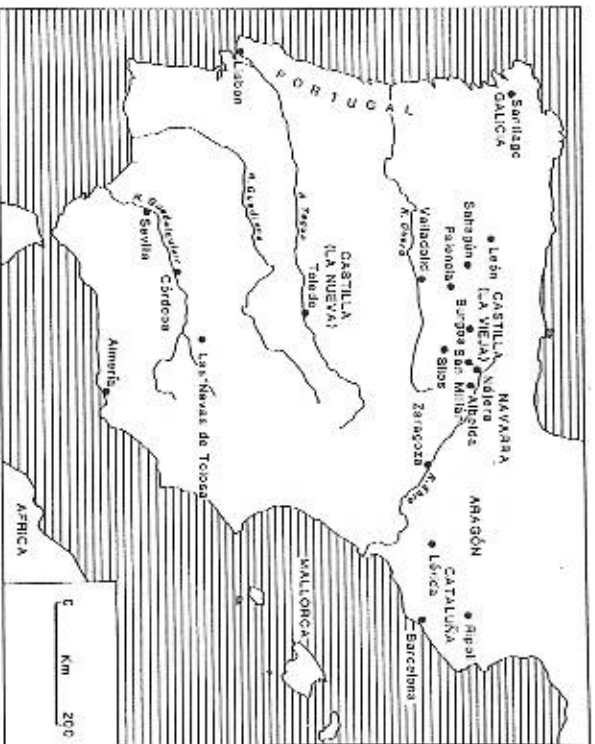 Santiago
GALICIA
León
CASTILLA
(LA VIEJA)
NAVARRA
Sahagún
Palencia
Burgos
San Millán
Nájera
Albelda
Silos
Valladolid
R. Duero
PORTUGAL
Zaragoza
R. Ebro
ARAGÓN
CATALUÑA
Ripol
Lérida
Barcelona
CASTILLA
(LA NUEVA)
Toledo
R. Tagus
Lisbon
R. Guadiana
R. Guadalquivir
Sevilla
Córdoba
Las Navas de Tolosa
Almería
MALLORCA
AFRICA
0 Km 200